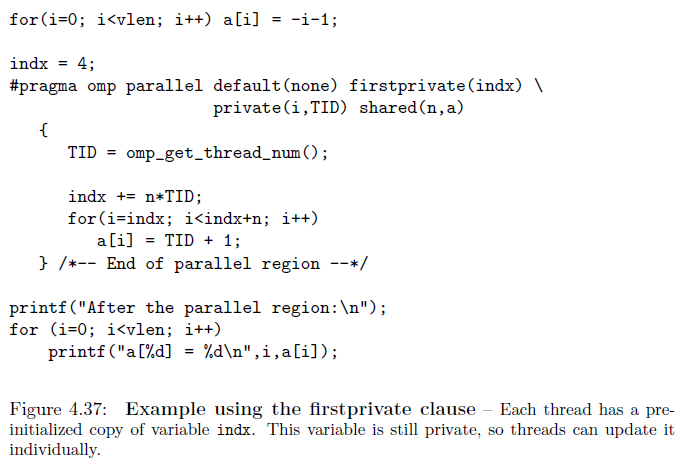 for(i=0; i<vlen; i++) a[i] = -i-1;
indx = 4;
#pragma omp parallel default(none) firstprivate(indx) \
private(i,TID) shared(n,a)
{
TID = omp_get_thread_num();
indx += n*TID;
for(i=indx; i<indx+n; i++)
a[i] = TID + 1;
} /*-- End of parallel region --*/
printf("After the parallel region:\n");
for (i=0; i<vlen; i++)
printf("a[%d] = %d\n",i,a[i]);
Figure 4.37: Example using the firstprivate clause – Each thread has a pre-
initialized copy of variable indx. This variable is still private, so threads can update it
individually.